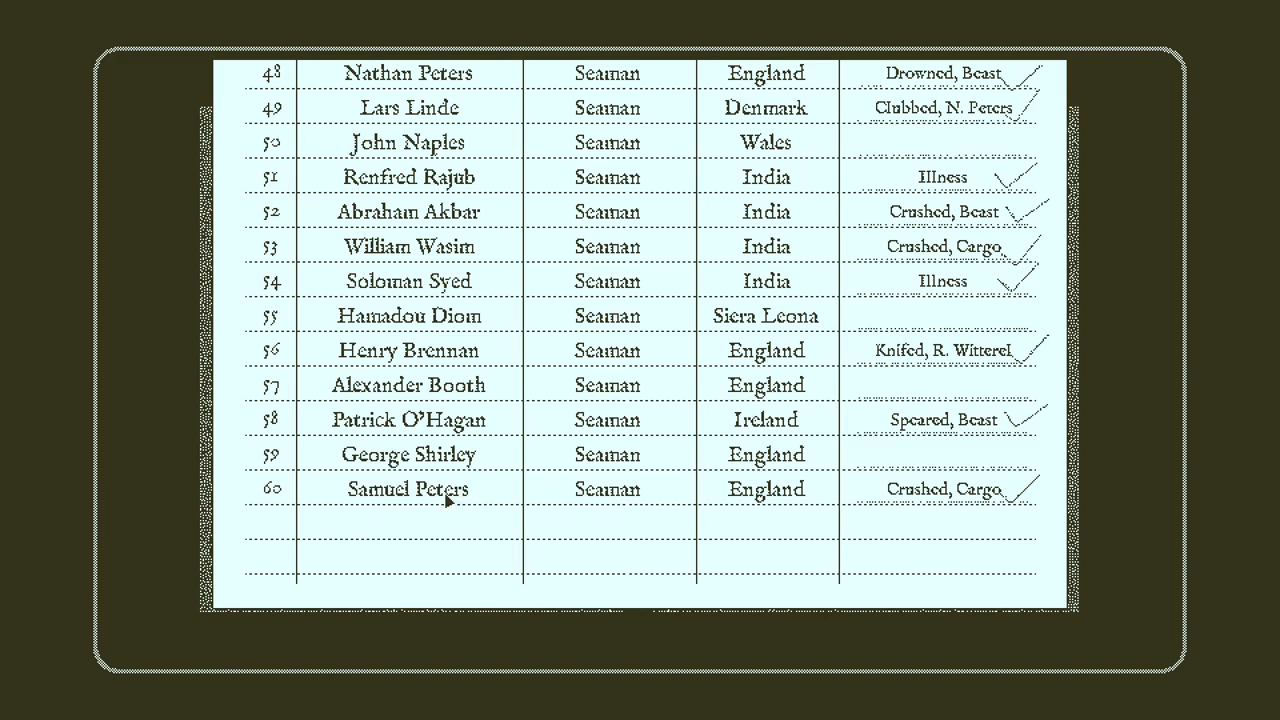 48 Nathan Peters Seaman England Drowned, Beast
49 Lars Linde Seaman Denmark Clubbed, N. Peters
50 John Naples Seaman Wales
51 Renfred Rajub Seaman India Illness
52 Abraham Akbar Seaman India Crushed, Beast
53 William Wasim Seaman India Crushed, Cargo
54 Soloman Syed Seaman India Illness
55 Hamadou Diom Seaman Siera Leona
56 Henry Brennan Seaman England Knifed, R. Witterel
57 Alexander Booth Seaman England
58 Patrick O'Hagan Seaman Ireland Speared, Beast
59 George Shirley Seaman England
60 Samuel Peters Seaman England Crushed, Cargo